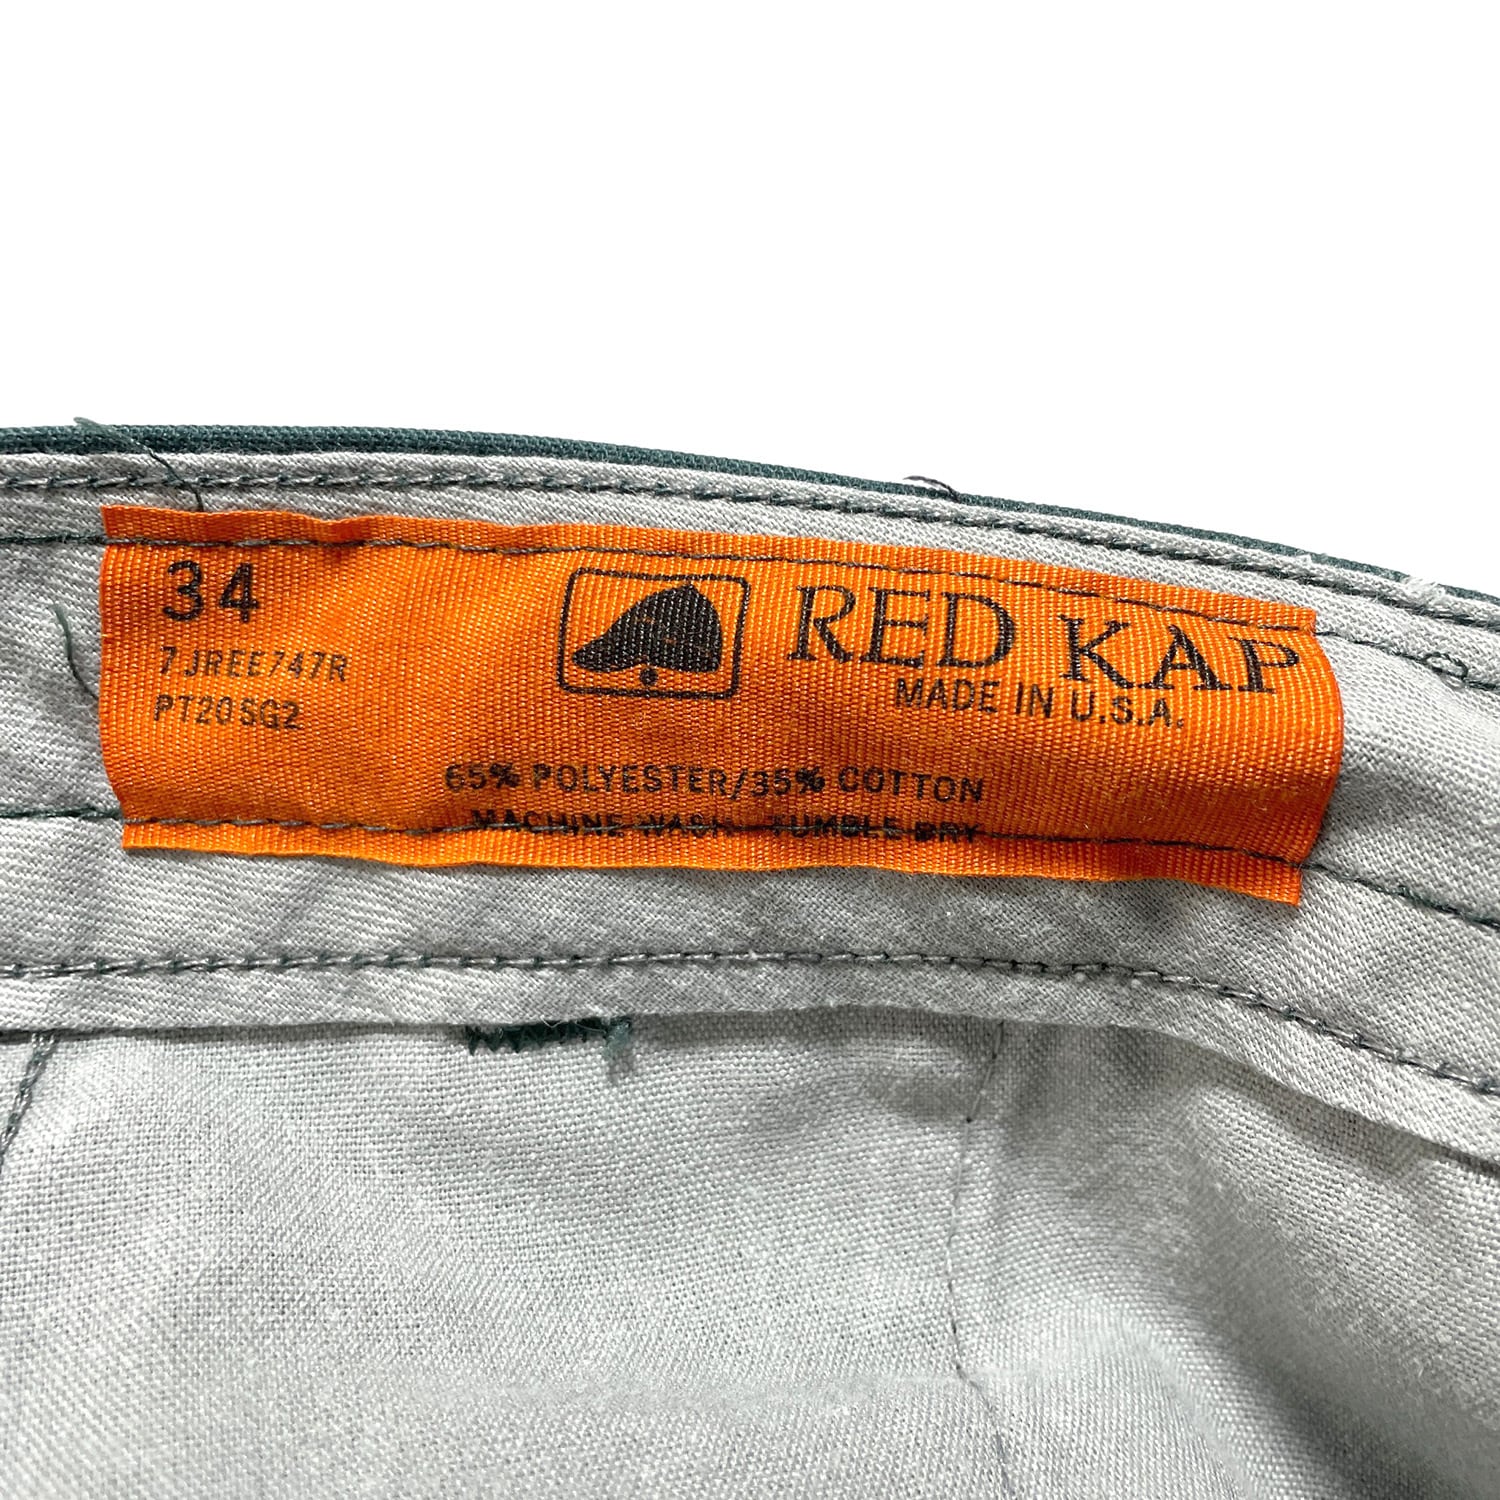 34
7JREE747R
PT20SG2
RED KAP
MADE IN U.S.A.
65% POLYESTER/35% COTTON
MACHINE WASH TUMBLE DRY